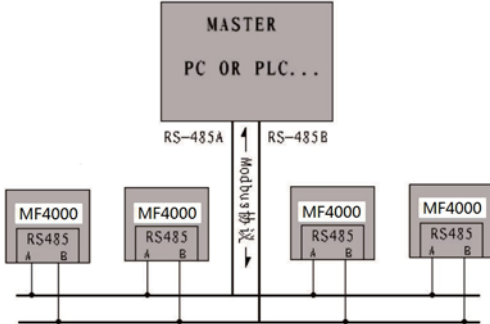 MASTER
PC OR PLC...
RS-485A
RS-485B
Modbus协议
MF4000
RS485
A B
MF4000
RS485
A B
MF4000
RS485
A B
MF4000
RS485
A B